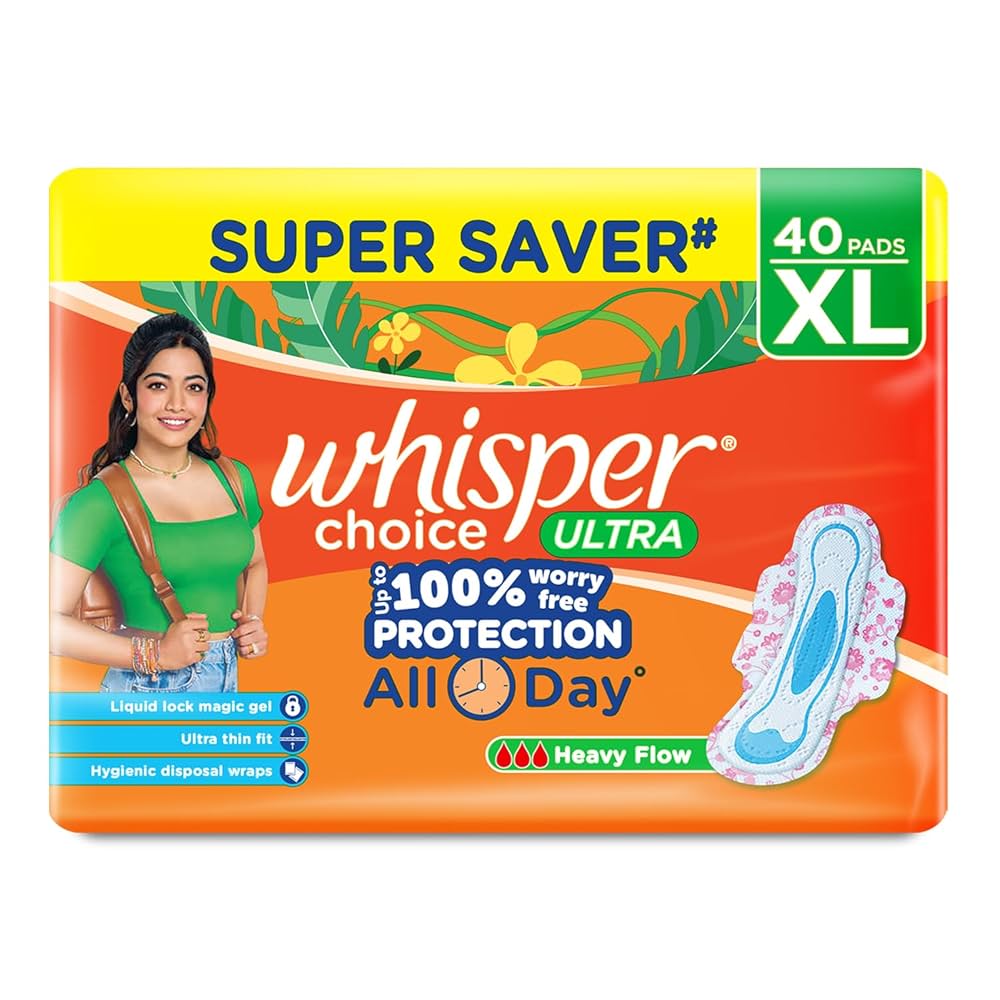 SUPER SAVER#
40 PADS
XL
whisper®
choice ULTRA
Up to 100% worry free
PROTECTION
All Day°
Liquid lock magic gel
Ultra thin fit
Hygienic disposal wraps
Heavy Flow